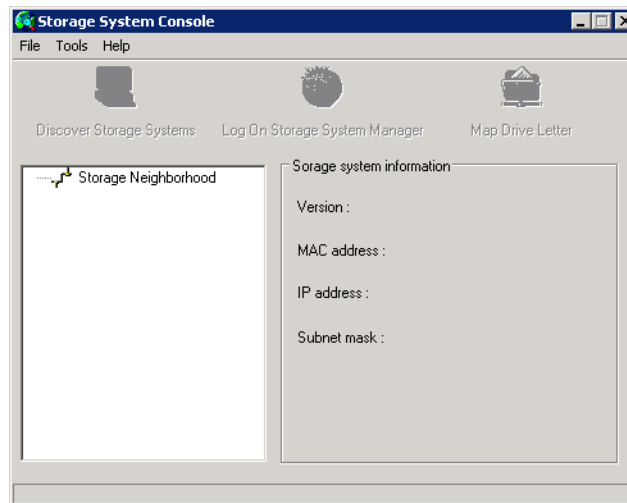 Storage System Console
File Tools Help
Discover Storage Systems Log On Storage System Manager Map Drive Letter
Storage Neighborhood
Sorage system information
Version :
MAC address :
IP address :
Subnet mask :